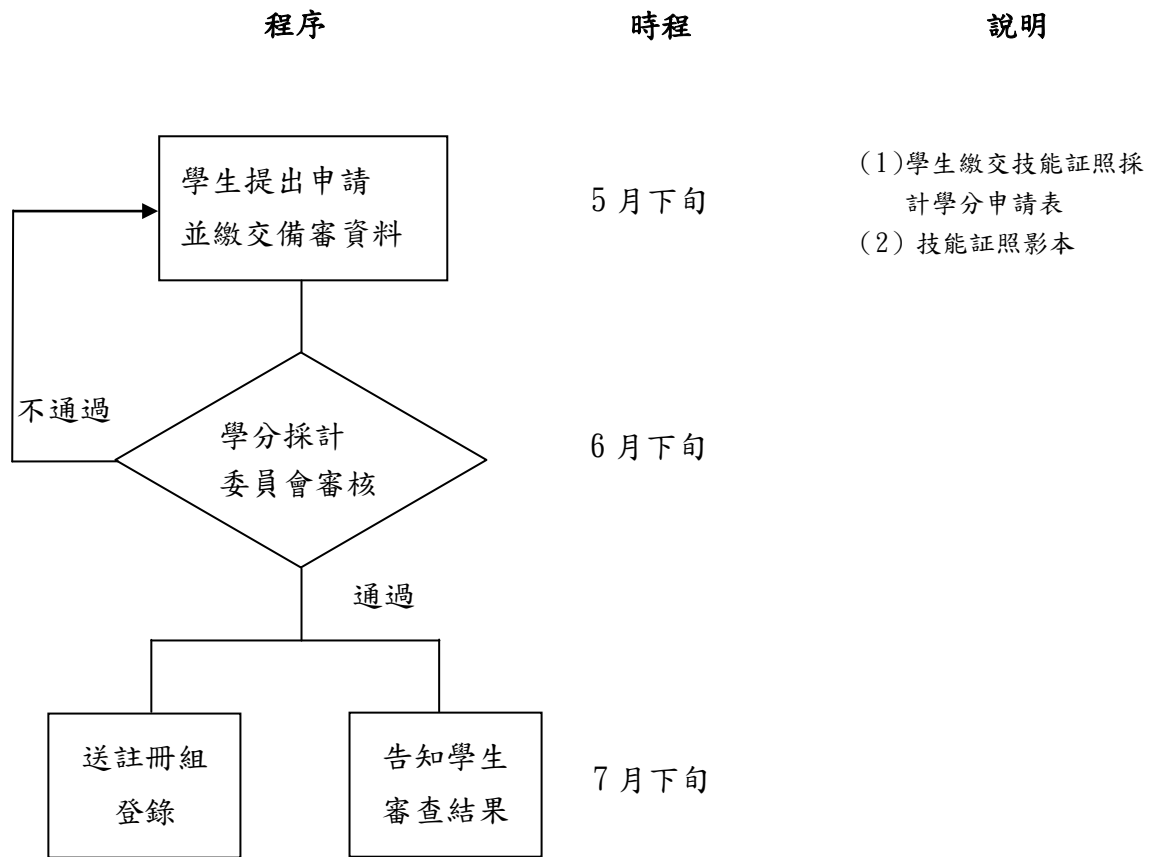 程序 時程 說明
學生提出申請
並繳交備審資料
5 月下旬
(1)學生繳交技能証照採
計學分申請表
(2) 技能証照影本
不通過
學分採計
委員會審核
6 月下旬
通過
送註冊組
登錄
告知學生
審查結果
7 月下旬